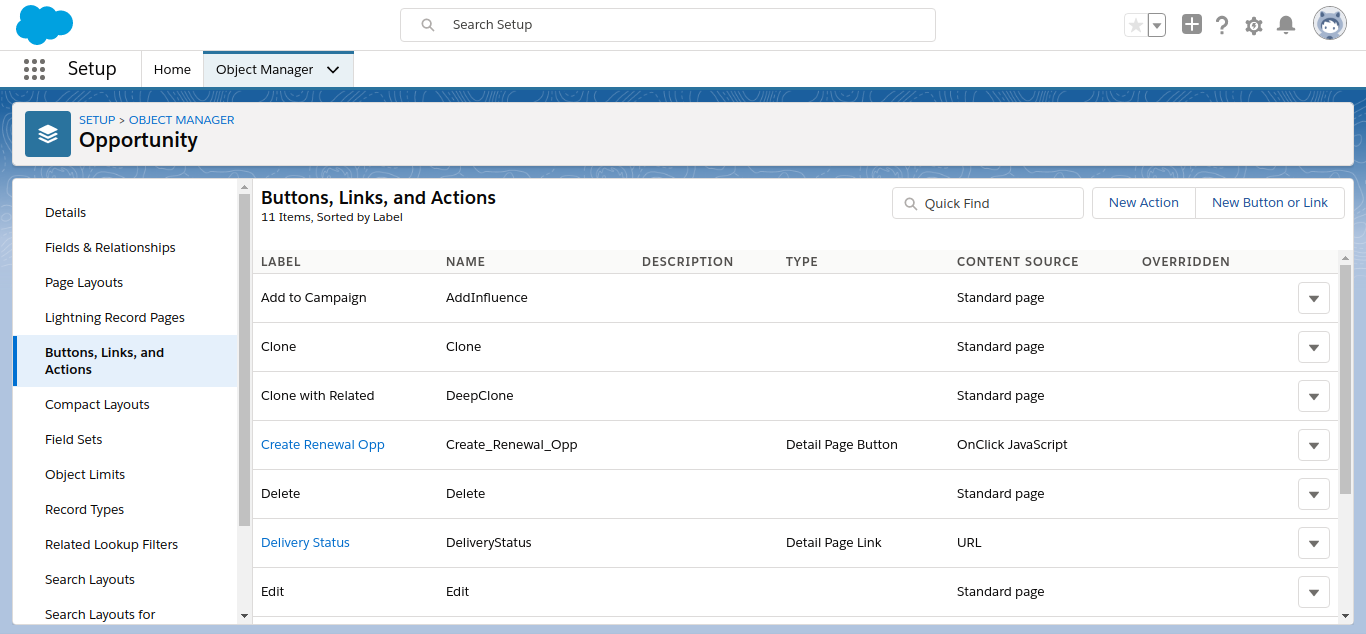 Search Setup
Setup
Home
Object Manager
SETUP > OBJECT MANAGER
Opportunity
Details
Fields & Relationships
Page Layouts
Lightning Record Pages
Buttons, Links, and
Actions
Compact Layouts
Field Sets
Object Limits
Record Types
Related Lookup Filters
Search Layouts
Search Layouts for
Buttons, Links, and Actions
11 Items, Sorted by Label
Quick Find
New Action
New Button or Link
LABEL NAME DESCRIPTION TYPE CONTENT SOURCE OVERRIDDEN
Add to Campaign AddInfluence Standard page
Clone Clone Standard page
Clone with Related DeepClone Standard page
Create Renewal Opp Create_Renewal_Opp Detail Page Button OnClick JavaScript
Delete Delete Standard page
Delivery Status DeliveryStatus Detail Page Link URL
Edit Edit Standard page